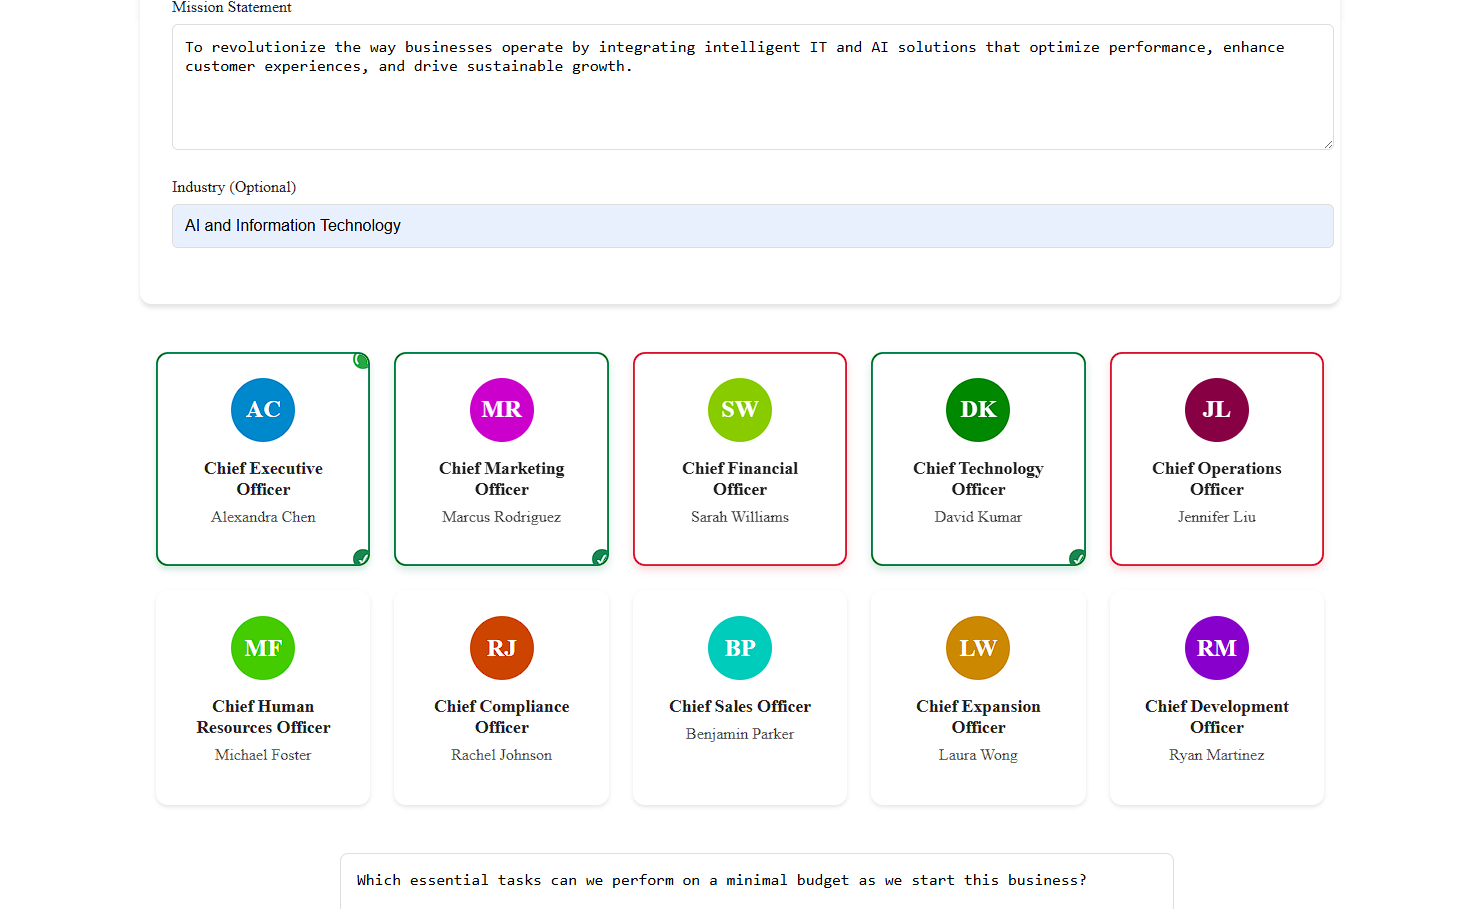 Mission Statement
To revolutionize the way businesses operate by integrating intelligent IT and AI solutions that optimize performance, enhance
customer experiences, and drive sustainable growth.
Industry (Optional)
AI and Information Technology
AC
Chief Executive
Officer
Alexandra Chen
MR
Chief Marketing
Officer
Marcus Rodriguez
SW
Chief Financial
Officer
Sarah Williams
DK
Chief Technology
Officer
David Kumar
JL
Chief Operations
Officer
Jennifer Liu
MF
Chief Human
Resources Officer
Michael Foster
RJ
Chief Compliance
Officer
Rachel Johnson
BP
Chief Sales Officer
Benjamin Parker
LW
Chief Expansion
Officer
Laura Wong
RM
Chief Development
Officer
Ryan Martinez
Which essential tasks can we perform on a minimal budget as we start this business?